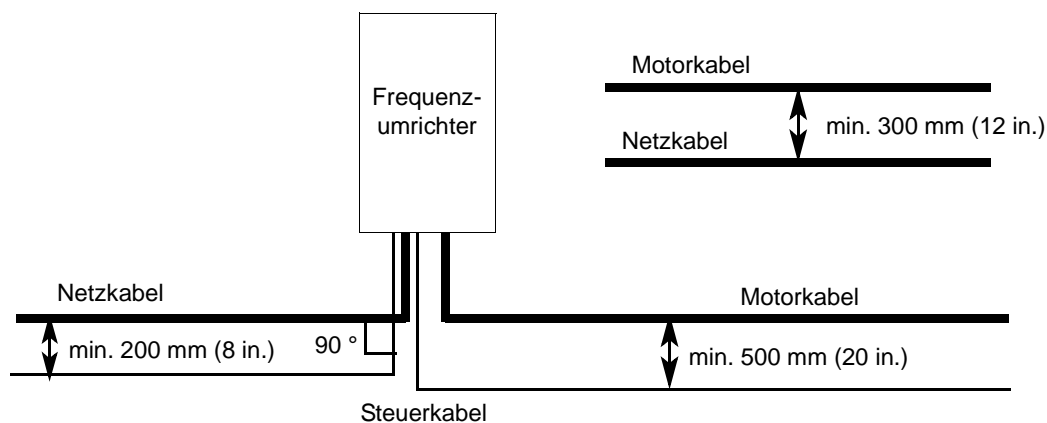 Frequenz-
umrichter
Motorkabel
min. 300 mm (12 in.)
Netzkabel
Netzkabel
Motorkabel
min. 200 mm (8 in.)
90 °
min. 500 mm (20 in.)
Steuerkabel